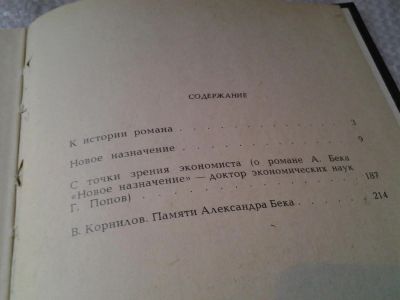 СОДЕРЖАНИЕ
К истории романа . . . . . . . . . . 3
Новое назначение . . . . . . . . . . 9
С точки зрения экономиста (о романе А. Бека
«Новое назначение» — доктор экономических наук
Г. Попов) . . . . . . . . . . 187
В. Корнилов. Памяти Александра Бека . . . . 214